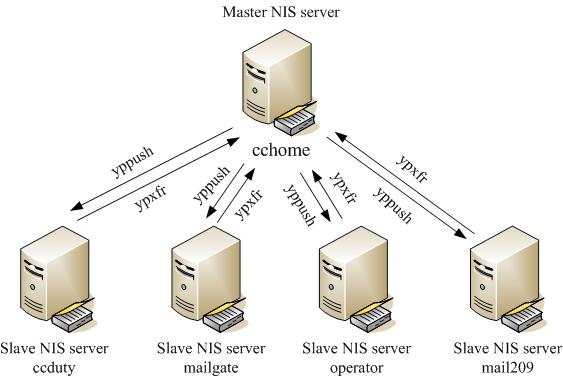 Master NIS server
cchome
yppush
ypxfr
yppush
ypxfr
yppush
ypxfr
ypxfr
yppush
Slave NIS server
ccduty
Slave NIS server
mailgate
Slave NIS server
operator
Slave NIS server
mail209